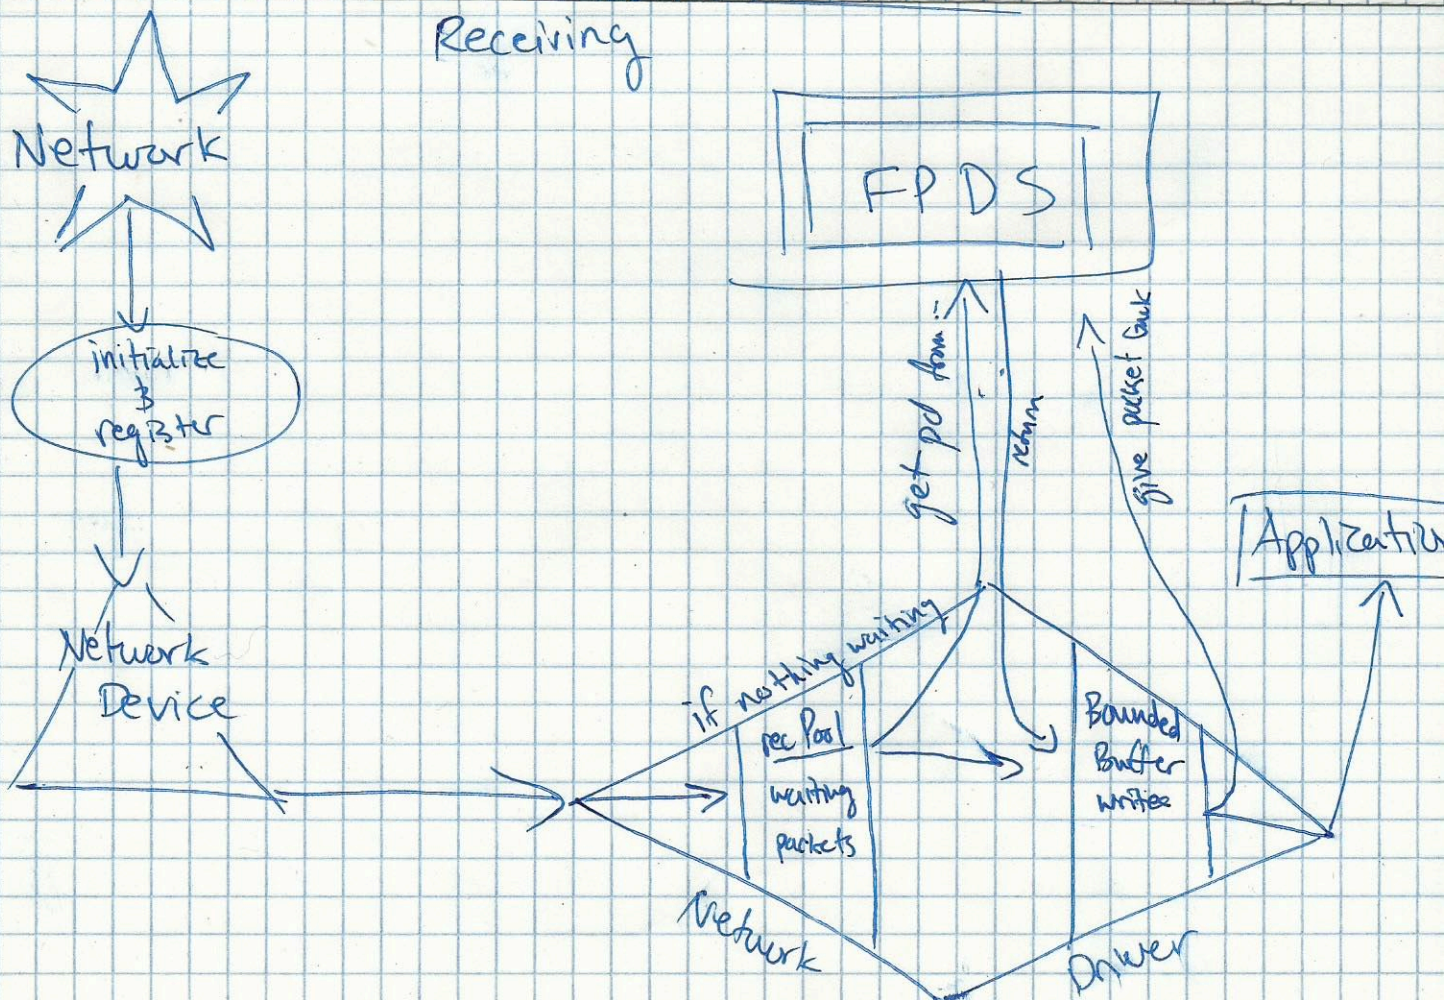 Receiving
Network
FPDS
initialize
&
register
get pd from:
return
give packet back
Application
Network
Device
if nothing waiting
rec Pool
waiting
packets
Bounded
Buffer
writes
Network
Driver